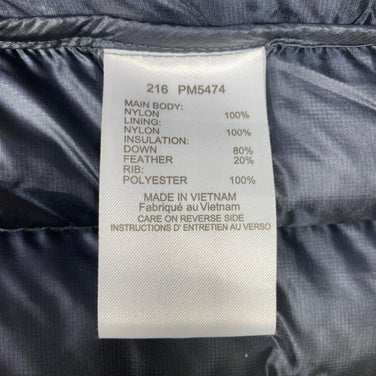 216 PM5474
MAIN BODY:
NYLON 100%
LINING:
NYLON 100%
INSULATION:
DOWN 80%
FEATHER 20%
RIB:
POLYESTER 100%
MADE IN VIETNAM
Fabriqué au Vietnam
CARE ON REVERSE SIDE
INSTRUCTIONS D' ENTRETIEN AU VERSO